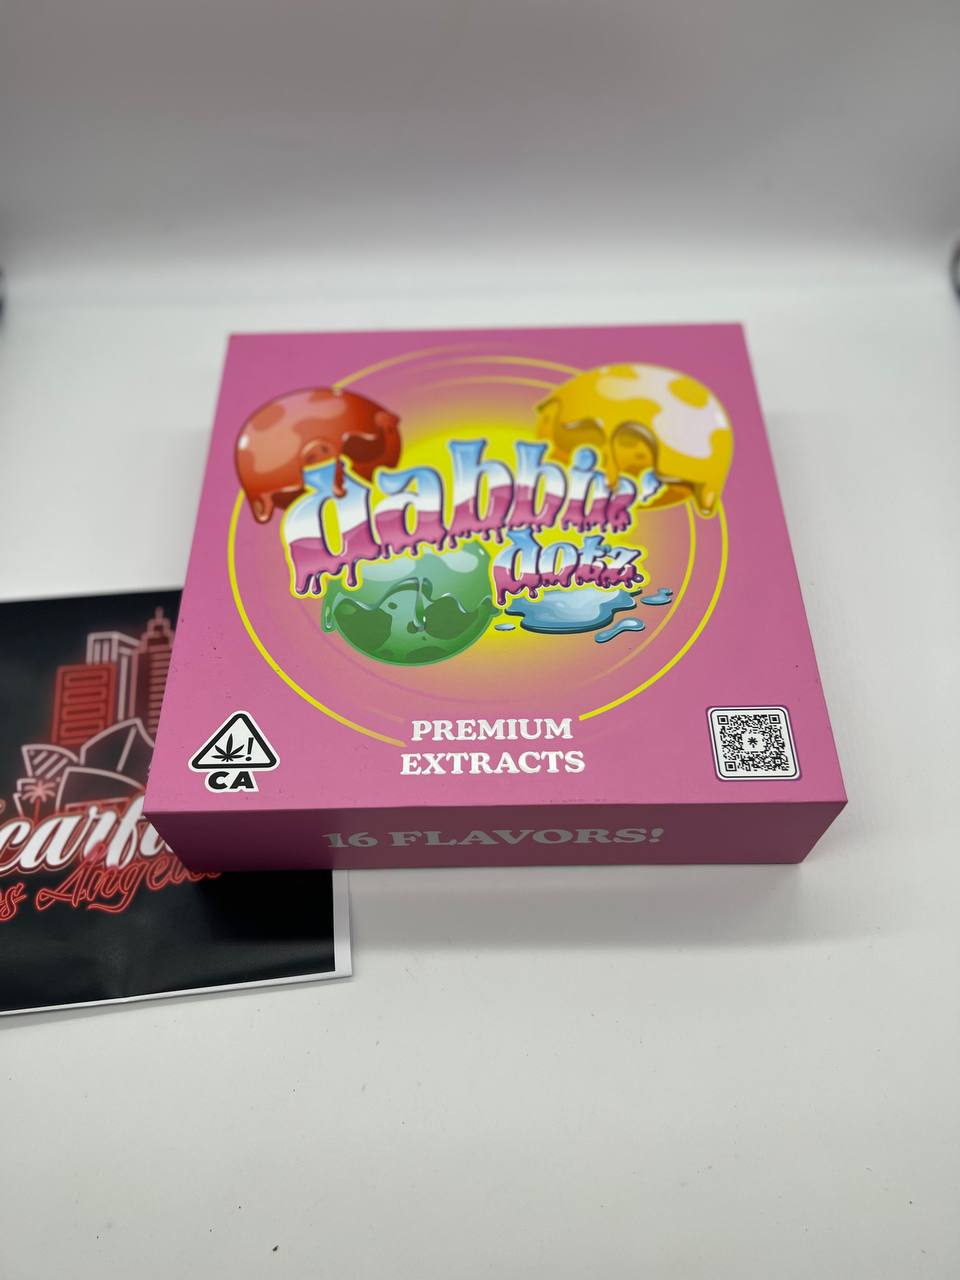 dabbin'
dotz.
PREMIUM
EXTRACTS
CA
16 FLAVORS!